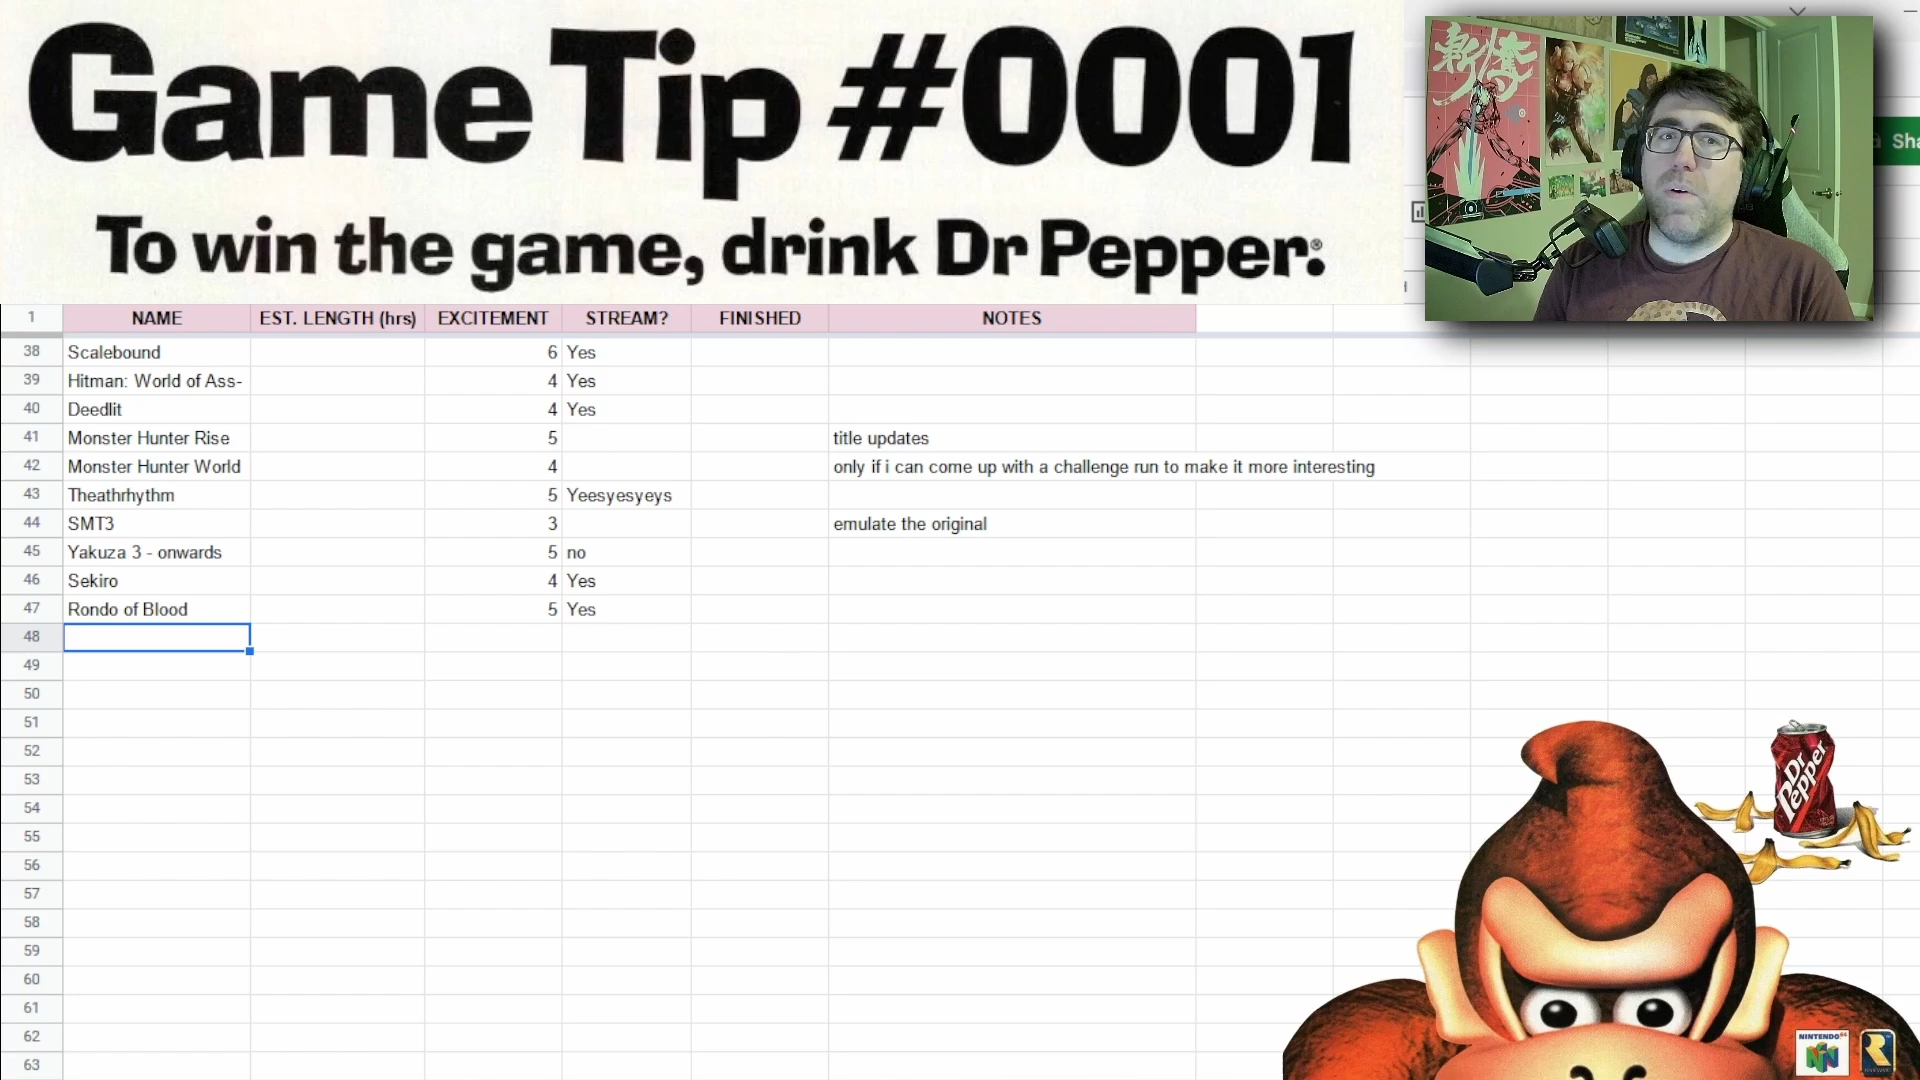 Game Tip #0001
To win the game, drink Dr Pepper.®
Sha
1 NAME EST. LENGTH (hrs) EXCITEMENT STREAM? FINISHED NOTES
38 Scalebound 6 Yes
39 Hitman: World of Ass- 4 Yes
40 Deedlit 4 Yes
41 Monster Hunter Rise 5 title updates
42 Monster Hunter World 4 only if i can come up with a challenge run to make it more interesting
43 Theathrhythm 5 Yeesyesyeys
44 SMT3 3 emulate the original
45 Yakuza 3 - onwards 5 no
46 Sekiro 4 Yes
47 Rondo of Blood 5 Yes
48
49
50
51
52
53
54
55
56
57
58
59
60
61
62
63
Dr
Pepper
NINTENDO 64